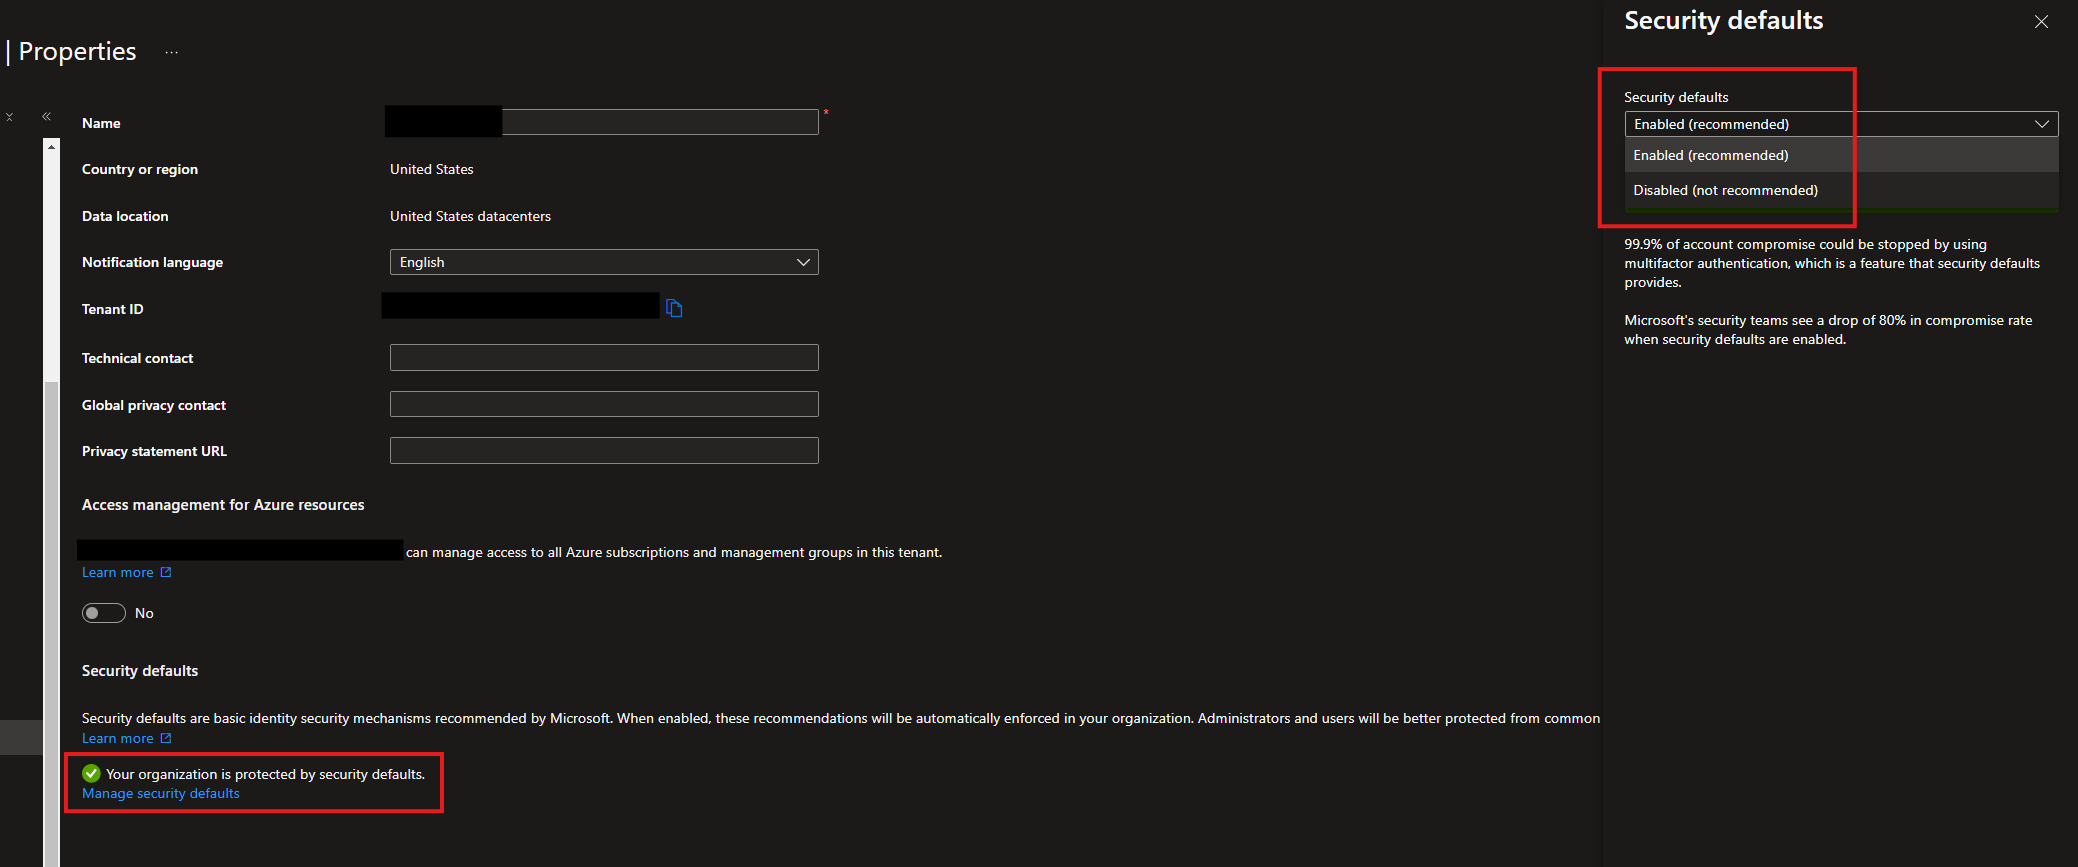 | Properties ...
Name
*
Country or region
United States
Data location
United States datacenters
Notification language
English
Tenant ID
Technical contact
Global privacy contact
Privacy statement URL
Access management for Azure resources
can manage access to all Azure subscriptions and management groups in this tenant.
Learn more
No
Security defaults
Security defaults are basic identity security mechanisms recommended by Microsoft. When enabled, these recommendations will be automatically enforced in your organization. Administrators and users will be better protected from common
Learn more
Your organization is protected by security defaults.
Manage security defaults
Security defaults
Security defaults
Enabled (recommended)
Enabled (recommended)
Disabled (not recommended)
99.9% of account compromise could be stopped by using
multifactor authentication, which is a feature that security defaults
provides.
Microsoft's security teams see a drop of 80% in compromise rate
when security defaults are enabled.